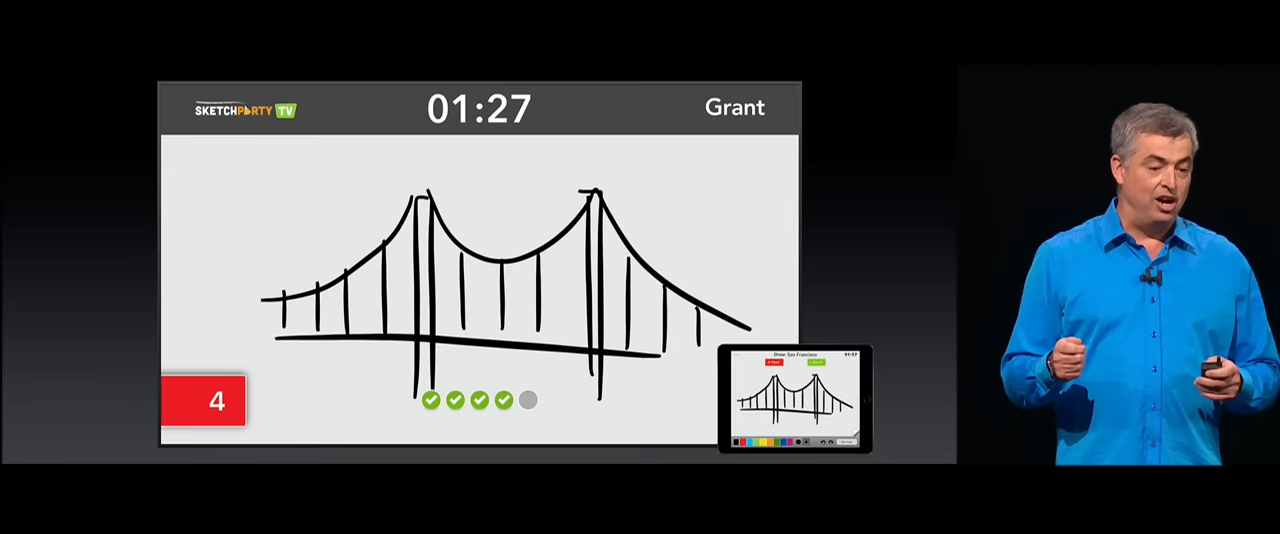 SKETCHPARTY TV
01:27
Grant
4
Draw: San Francisco
01:27